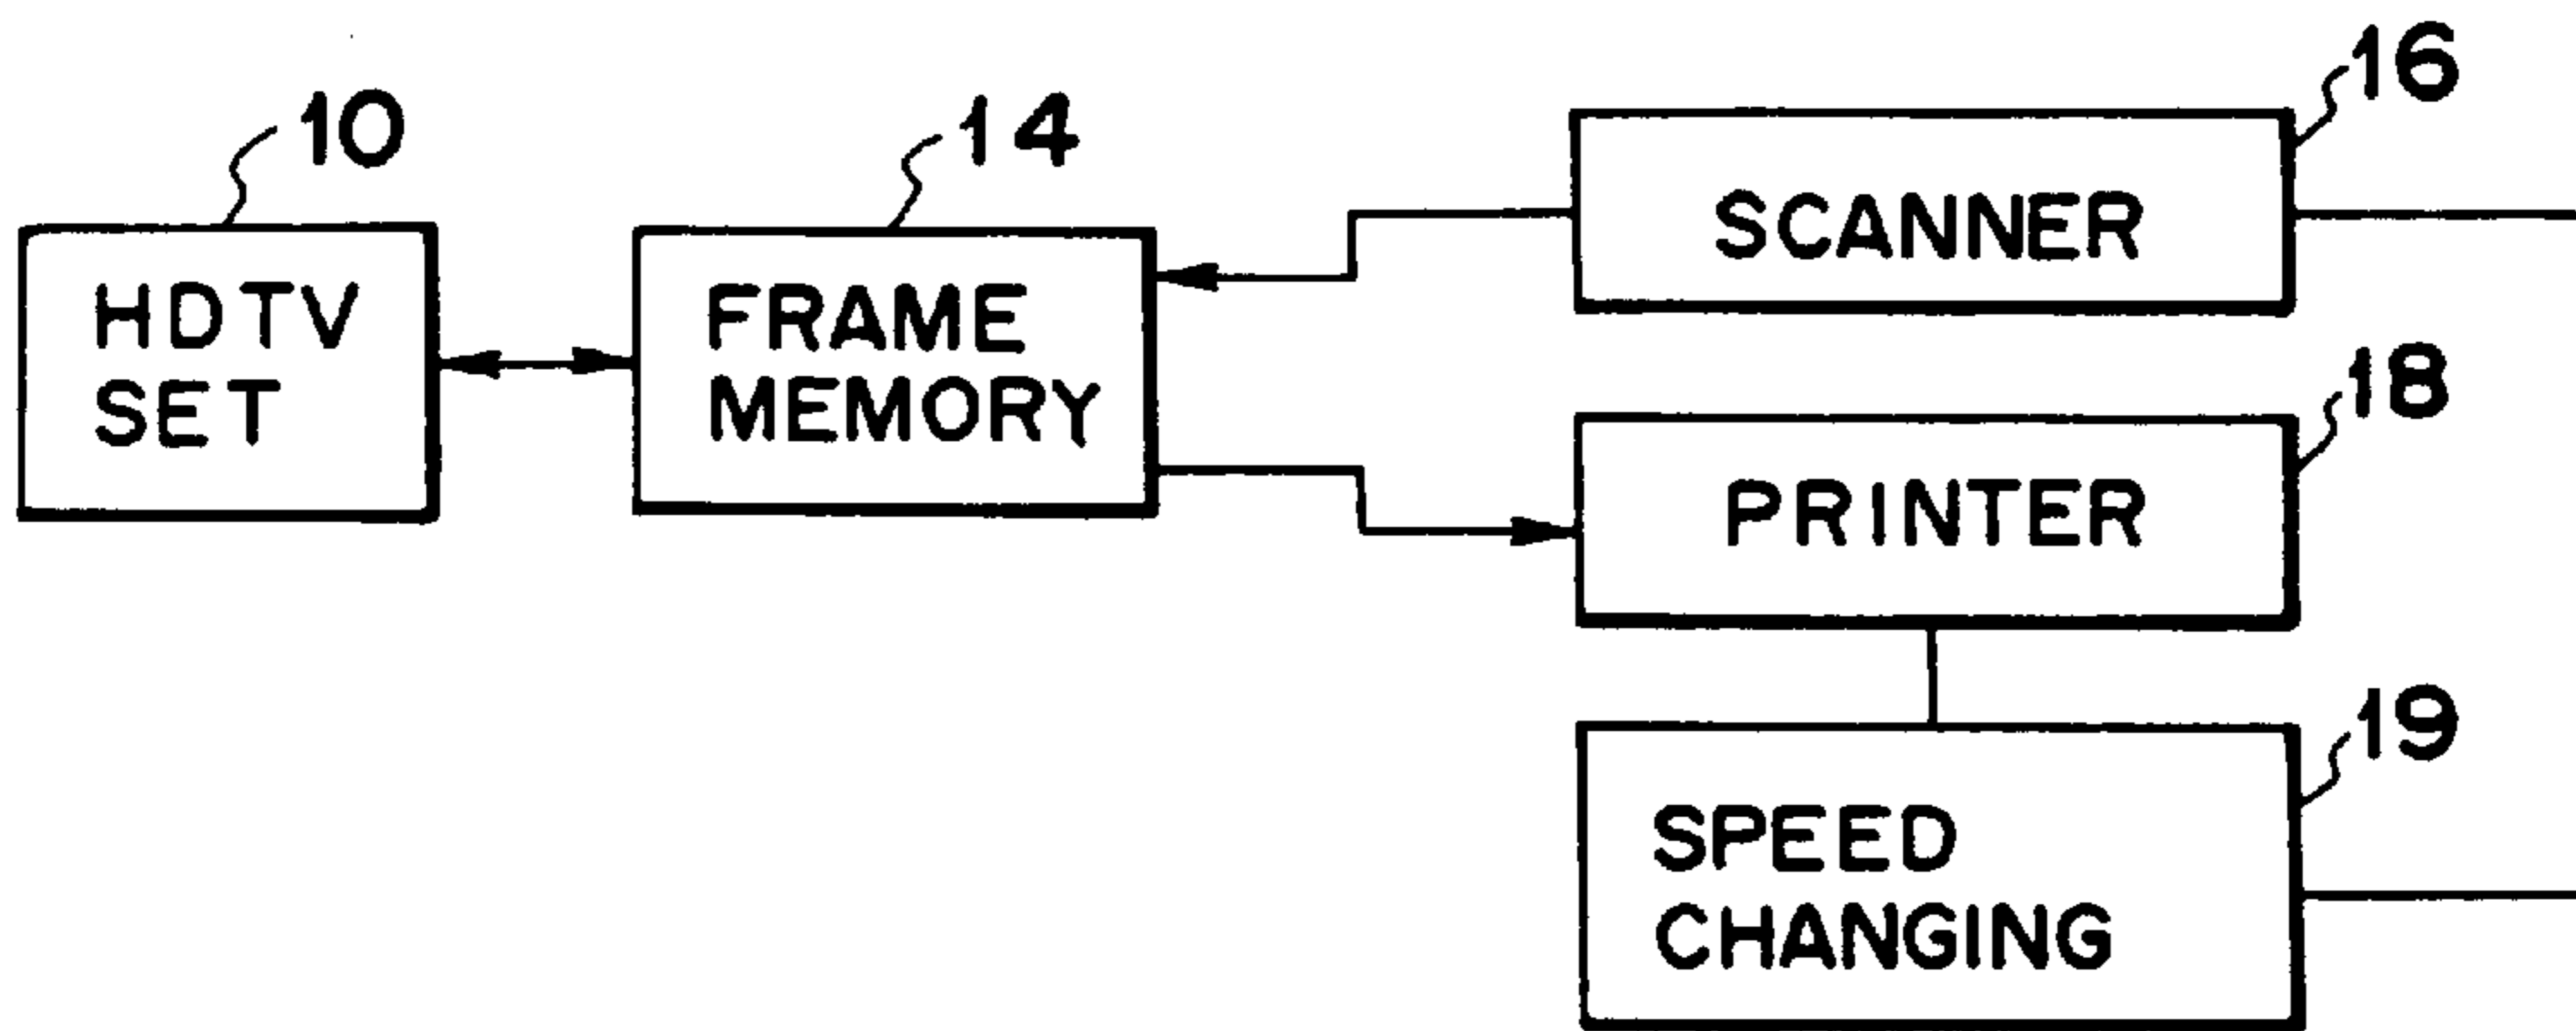 10
HDTV
SET
14
FRAME
MEMORY
16
SCANNER
18
PRINTER
19
SPEED
CHANGING